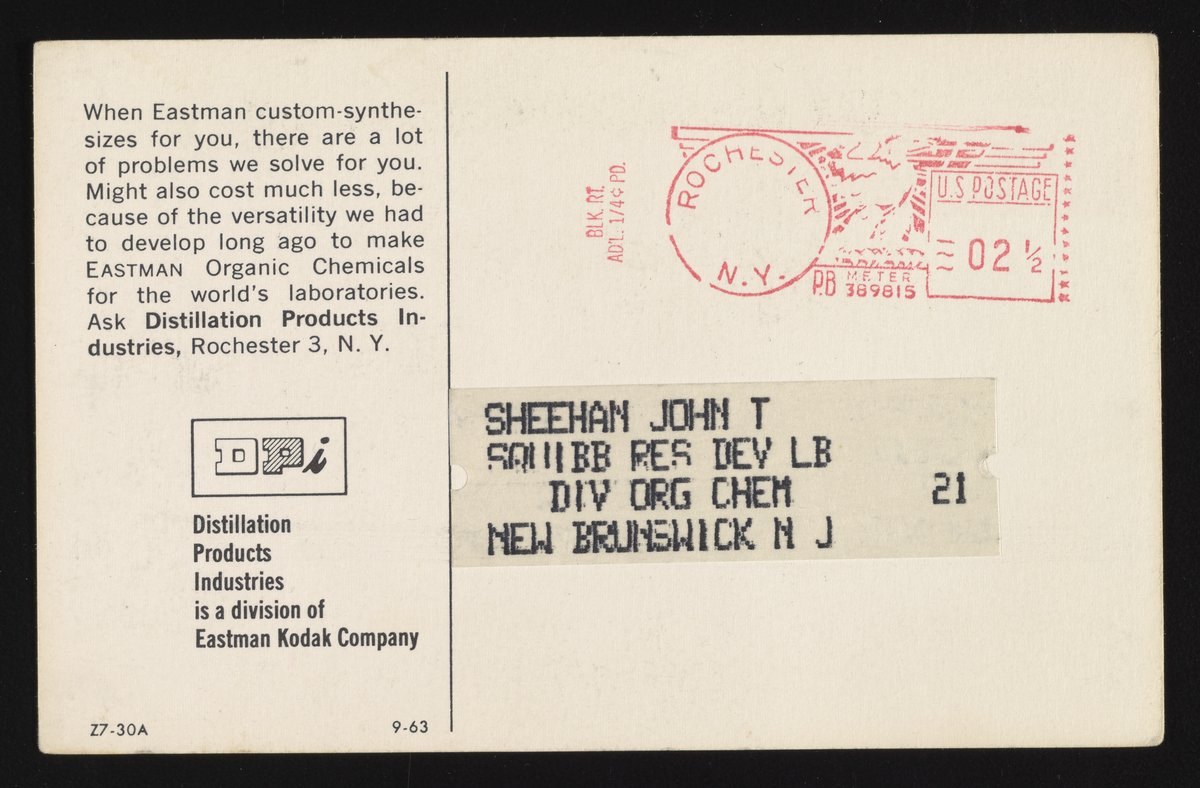 When Eastman custom-synthe-
sizes for you, there are a lot
of problems we solve for you.
Might also cost much less, be-
cause of the versatility we had
to develop long ago to make
EASTMAN Organic Chemicals
for the world's laboratories.
Ask Distillation Products In-
dustries, Rochester 3, N. Y.
DPi
Distillation
Products
Industries
is a division of
Eastman Kodak Company
Z7-30A
9-63
BLK. RT.
AD'L. 1/4¢ PD.
ROCHESTER
N.Y.
U.S POSTAGE
02 ½
PB METER
389815
SHEEHAN JOHN T
SQUIBB RES DEV LB
DIV ORG CHEM 21
NEW BRUNSWICK N J